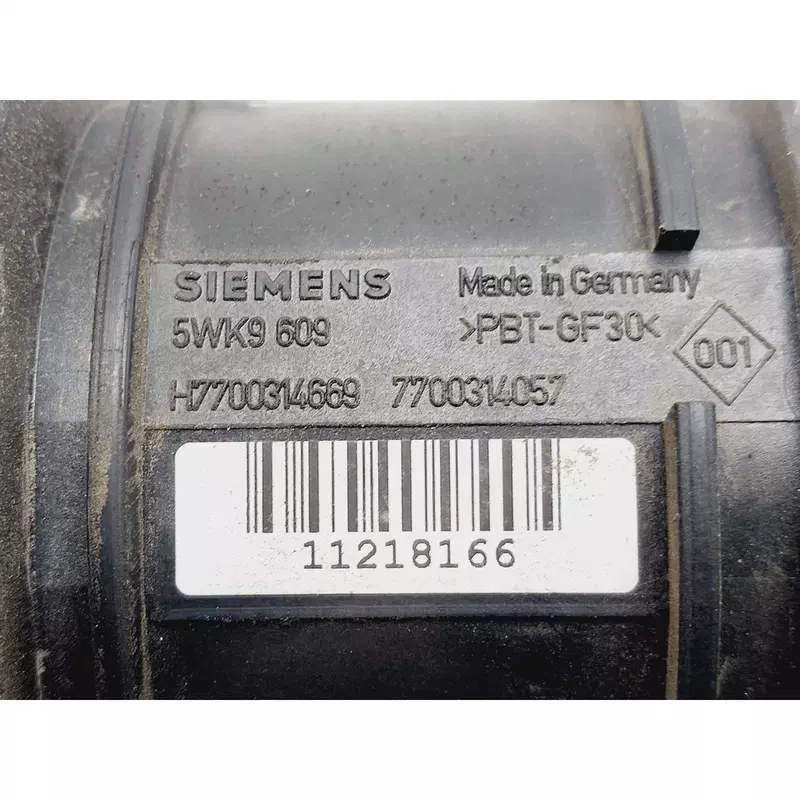 SIEMENS Made in Germany
5WK9 609 >PBT-GF30< 001
H7700314669 7700314057
11218166